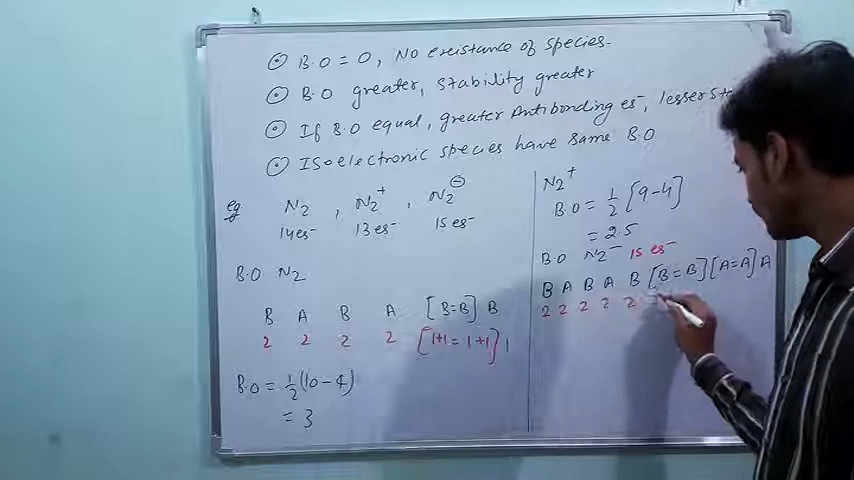 ⊙ B.O = 0, No existance of species.
⊙ B.O greater, stability greater
⊙ If B.O equal, greater Antibonding es⁻, lesser
⊙ Isoelectronic species have same B.O
eg N₂ , N₂⁺ , N₂⊖
14es⁻ 13es⁻ 15es⁻
B.O N₂
B A B A [B=B] B
2 2 2 2 [1+1 = 1+1] 1
B.O = 1/2 (10 - 4)
= 3
N₂⁺
B.O = 1/2 [9-4]
= 2.5
B.O N₂⁻ 15 es⁻
B A B A B [B=B] [A=A] A
2 2 2 2 2